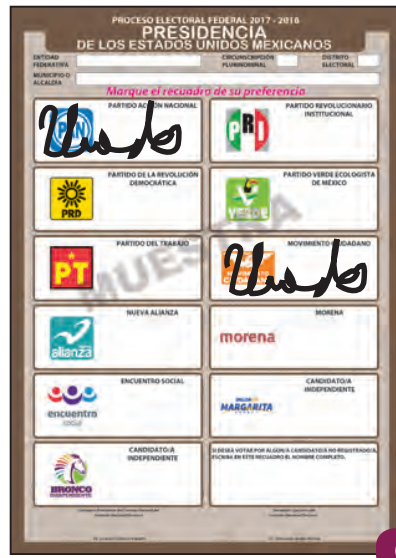 PROCESO ELECTORAL FEDERAL 2017 - 2018
PRESIDENCIA
DE LOS ESTADOS UNIDOS MEXICANOS
ENTIDAD FEDERATIVA
CIRCUNSCRIPCIÓN PLURINOMINAL
DISTRITO ELECTORAL
MUNICIPIO O ALCALDÍA
Marque el recuadro de su preferencia
PARTIDO ACCIÓN NACIONAL
PAN
PARTIDO REVOLUCIONARIO
INSTITUCIONAL
PRI
PARTIDO DE LA REVOLUCIÓN
DEMOCRÁTICA
PRD
PARTIDO VERDE ECOLOGISTA
DE MÉXICO
VERDE
PARTIDO DEL TRABAJO
PT
MOVIMIENTO CIUDADANO
MUESTRA
NUEVA ALIANZA
alianza
MORENA
morena
ENCUENTRO SOCIAL
encuentro
social
CANDIDATO/A
INDEPENDIENTE
MARGARITA
CANDIDATO/A
INDEPENDIENTE
BRONCO
INDEPENDIENTE
SI DESEA VOTAR POR ALGÚN/A CANDIDATO/A NO REGISTRADO/A,
ESCRIBA EN ESTE RECUADRO EL NOMBRE COMPLETO.